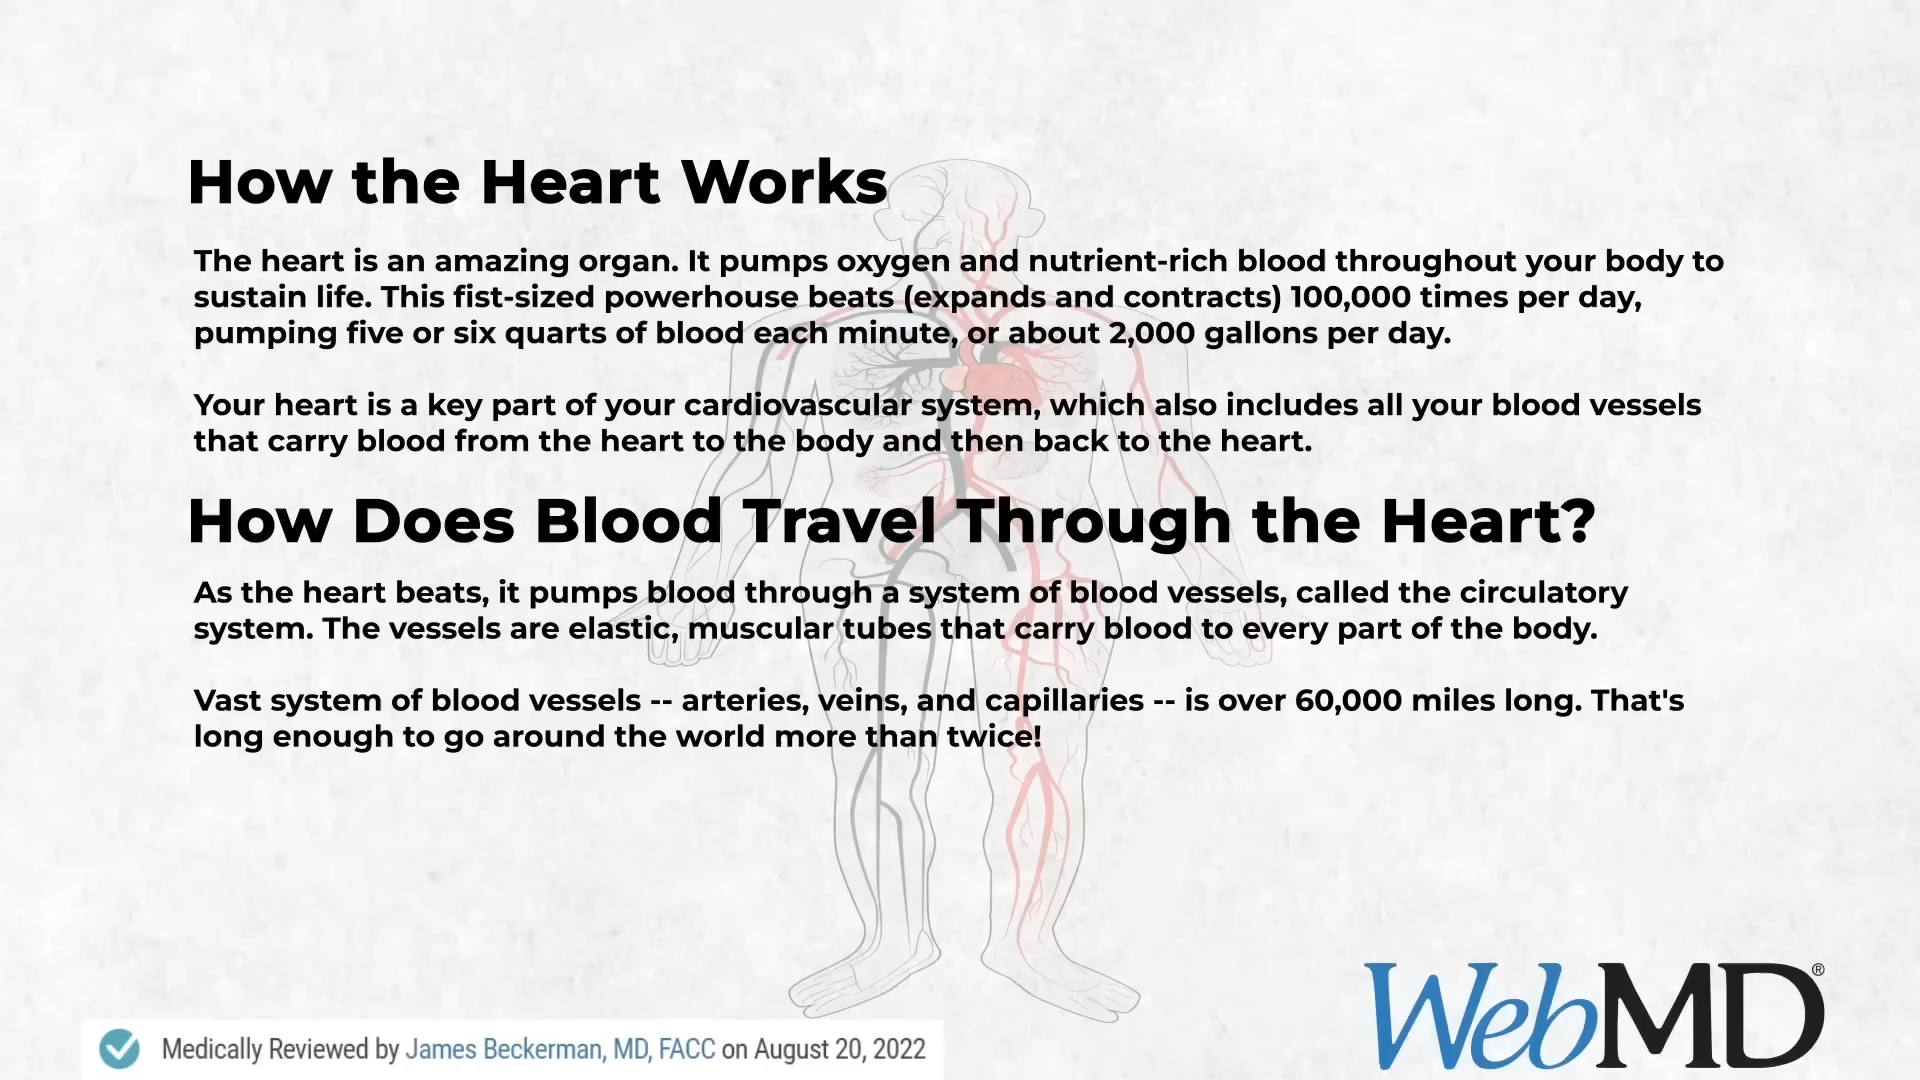 How the Heart Works
The heart is an amazing organ. It pumps oxygen and nutrient-rich blood throughout your body to
sustain life. This fist-sized powerhouse beats (expands and contracts) 100,000 times per day,
pumping five or six quarts of blood each minute, or about 2,000 gallons per day.
Your heart is a key part of your cardiovascular system, which also includes all your blood vessels
that carry blood from the heart to the body and then back to the heart.
How Does Blood Travel Through the Heart?
As the heart beats, it pumps blood through a system of blood vessels, called the circulatory
system. The vessels are elastic, muscular tubes that carry blood to every part of the body.
Vast system of blood vessels -- arteries, veins, and capillaries -- is over 60,000 miles long. That's
long enough to go around the world more than twice!
Medically Reviewed by James Beckerman, MD, FACC on August 20, 2022
WebMD®